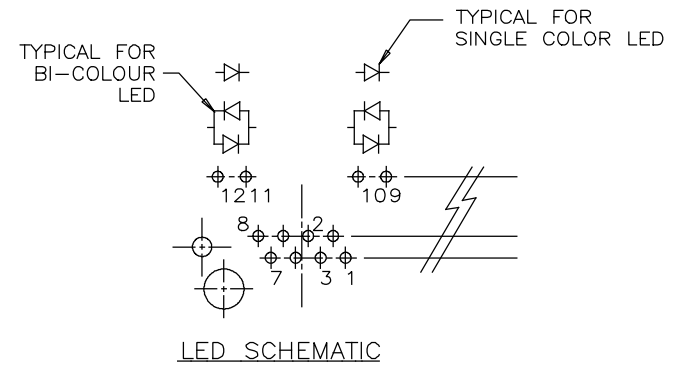 TYPICAL FOR
SINGLE COLOR LED
TYPICAL FOR
BI-COLOUR
LED
1211
109
8
2
7
3
1
LED SCHEMATIC